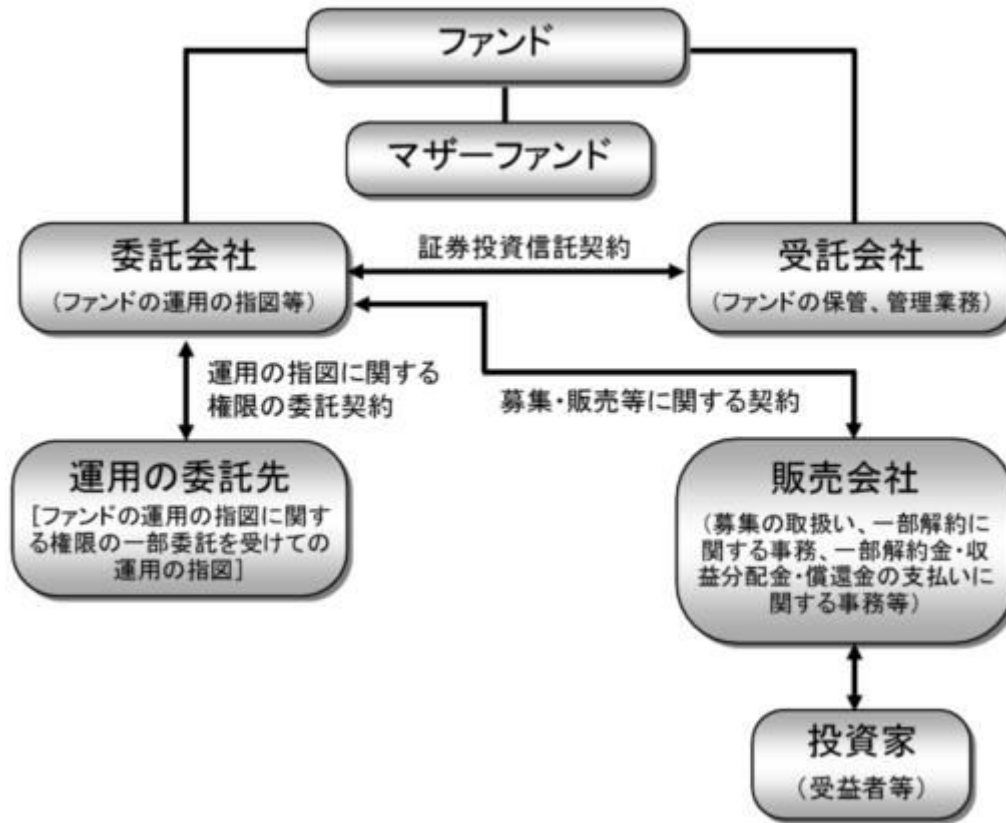 ファンド
マザーファンド
委託会社
（ファンドの運用の指図等）
証券投資信託契約
受託会社
（ファンドの保管、管理業務）
運用の指図に関する
権限の委託契約
募集・販売等に関する契約
運用の委託先
[ファンドの運用の指図に関す
る権限の一部委託を受けての
運用の指図]
販売会社
（募集の取扱い、一部解約に
関する事務、一部解約金・収
益分配金・償還金の支払いに
関する事務等）
投資家
（受益者等）